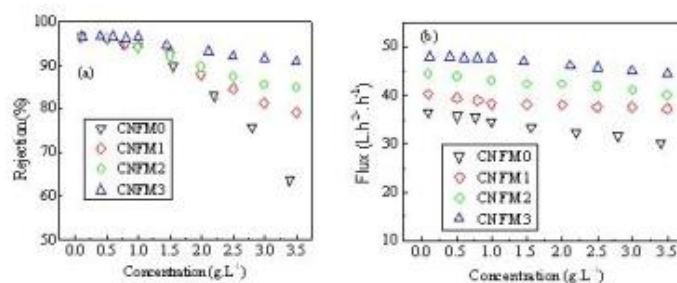 100
90
80
70
60
50
Rejection(%)
(a)
CNFM0
CNFM1
CNFM2
CNFM3
0.0 0.5 1.0 1.5 2.0 2.5 3.0 3.5
Concentration (g.L⁻¹)
50
40
30
20
10
0
Flux (L.h²⁻.h⁻¹)
(b)
CNFM0
CNFM1
CNFM2
CNFM3
0.0 0.5 1.0 1.5 2.0 2.5 3.0 3.5
Concentration (g.L⁻¹)